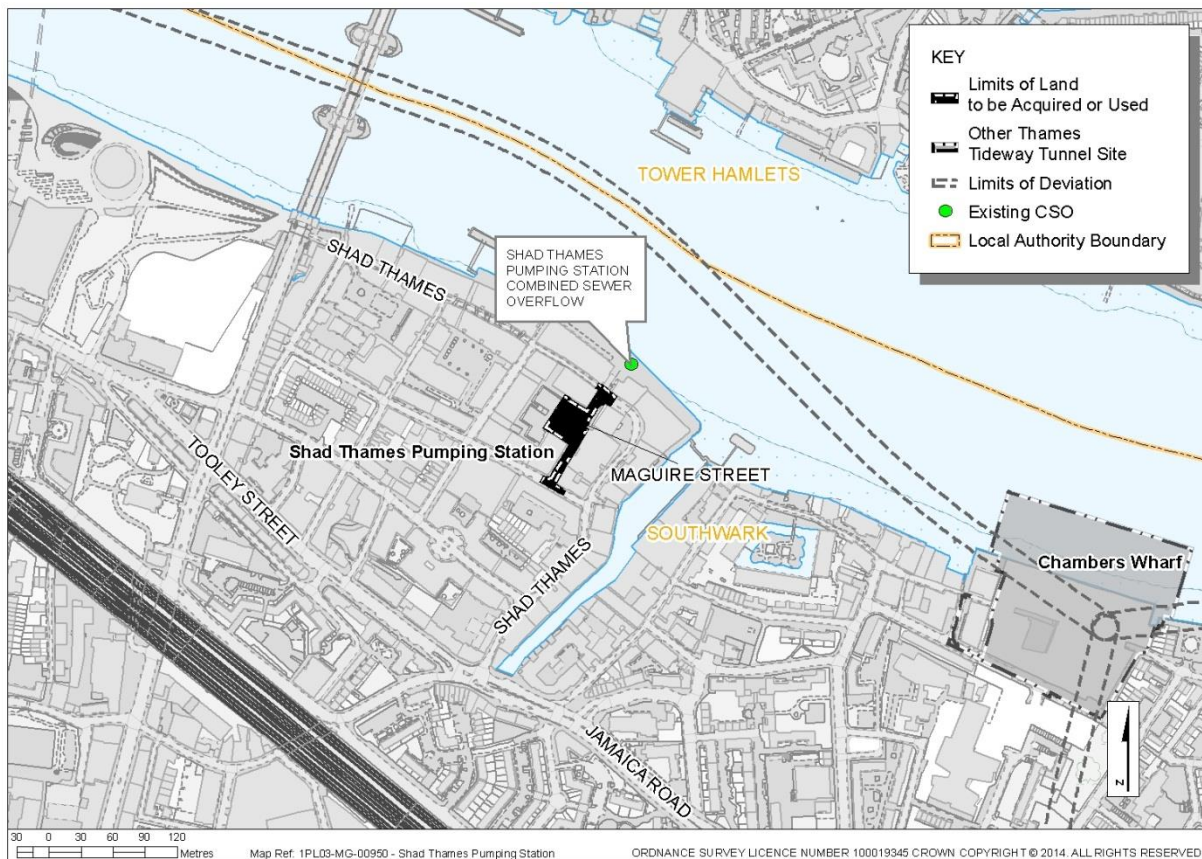 KEY
Limits of Land
to be Acquired or Used
Other Thames
Tideway Tunnel Site
Limits of Deviation
Existing CSO
Local Authority Boundary
TOWER HAMLETS
SHAD THAMES
SHAD THAMES
PUMPING STATION
COMBINED SEWER
OVERFLOW
TOOLEY STREET
Shad Thames Pumping Station
MAGUIRE STREET
SOUTHWARK
SHAD THAMES
Chambers Wharf
JAMAICA ROAD
N
30 0 30 60 90 120
Metres
Map Ref: 1PL03-MG-00950 - Shad Thames Pumping Station
ORDNANCE SURVEY LICENCE NUMBER 100019345 CROWN COPYRIGHT © 2014. ALL RIGHTS RESERVED